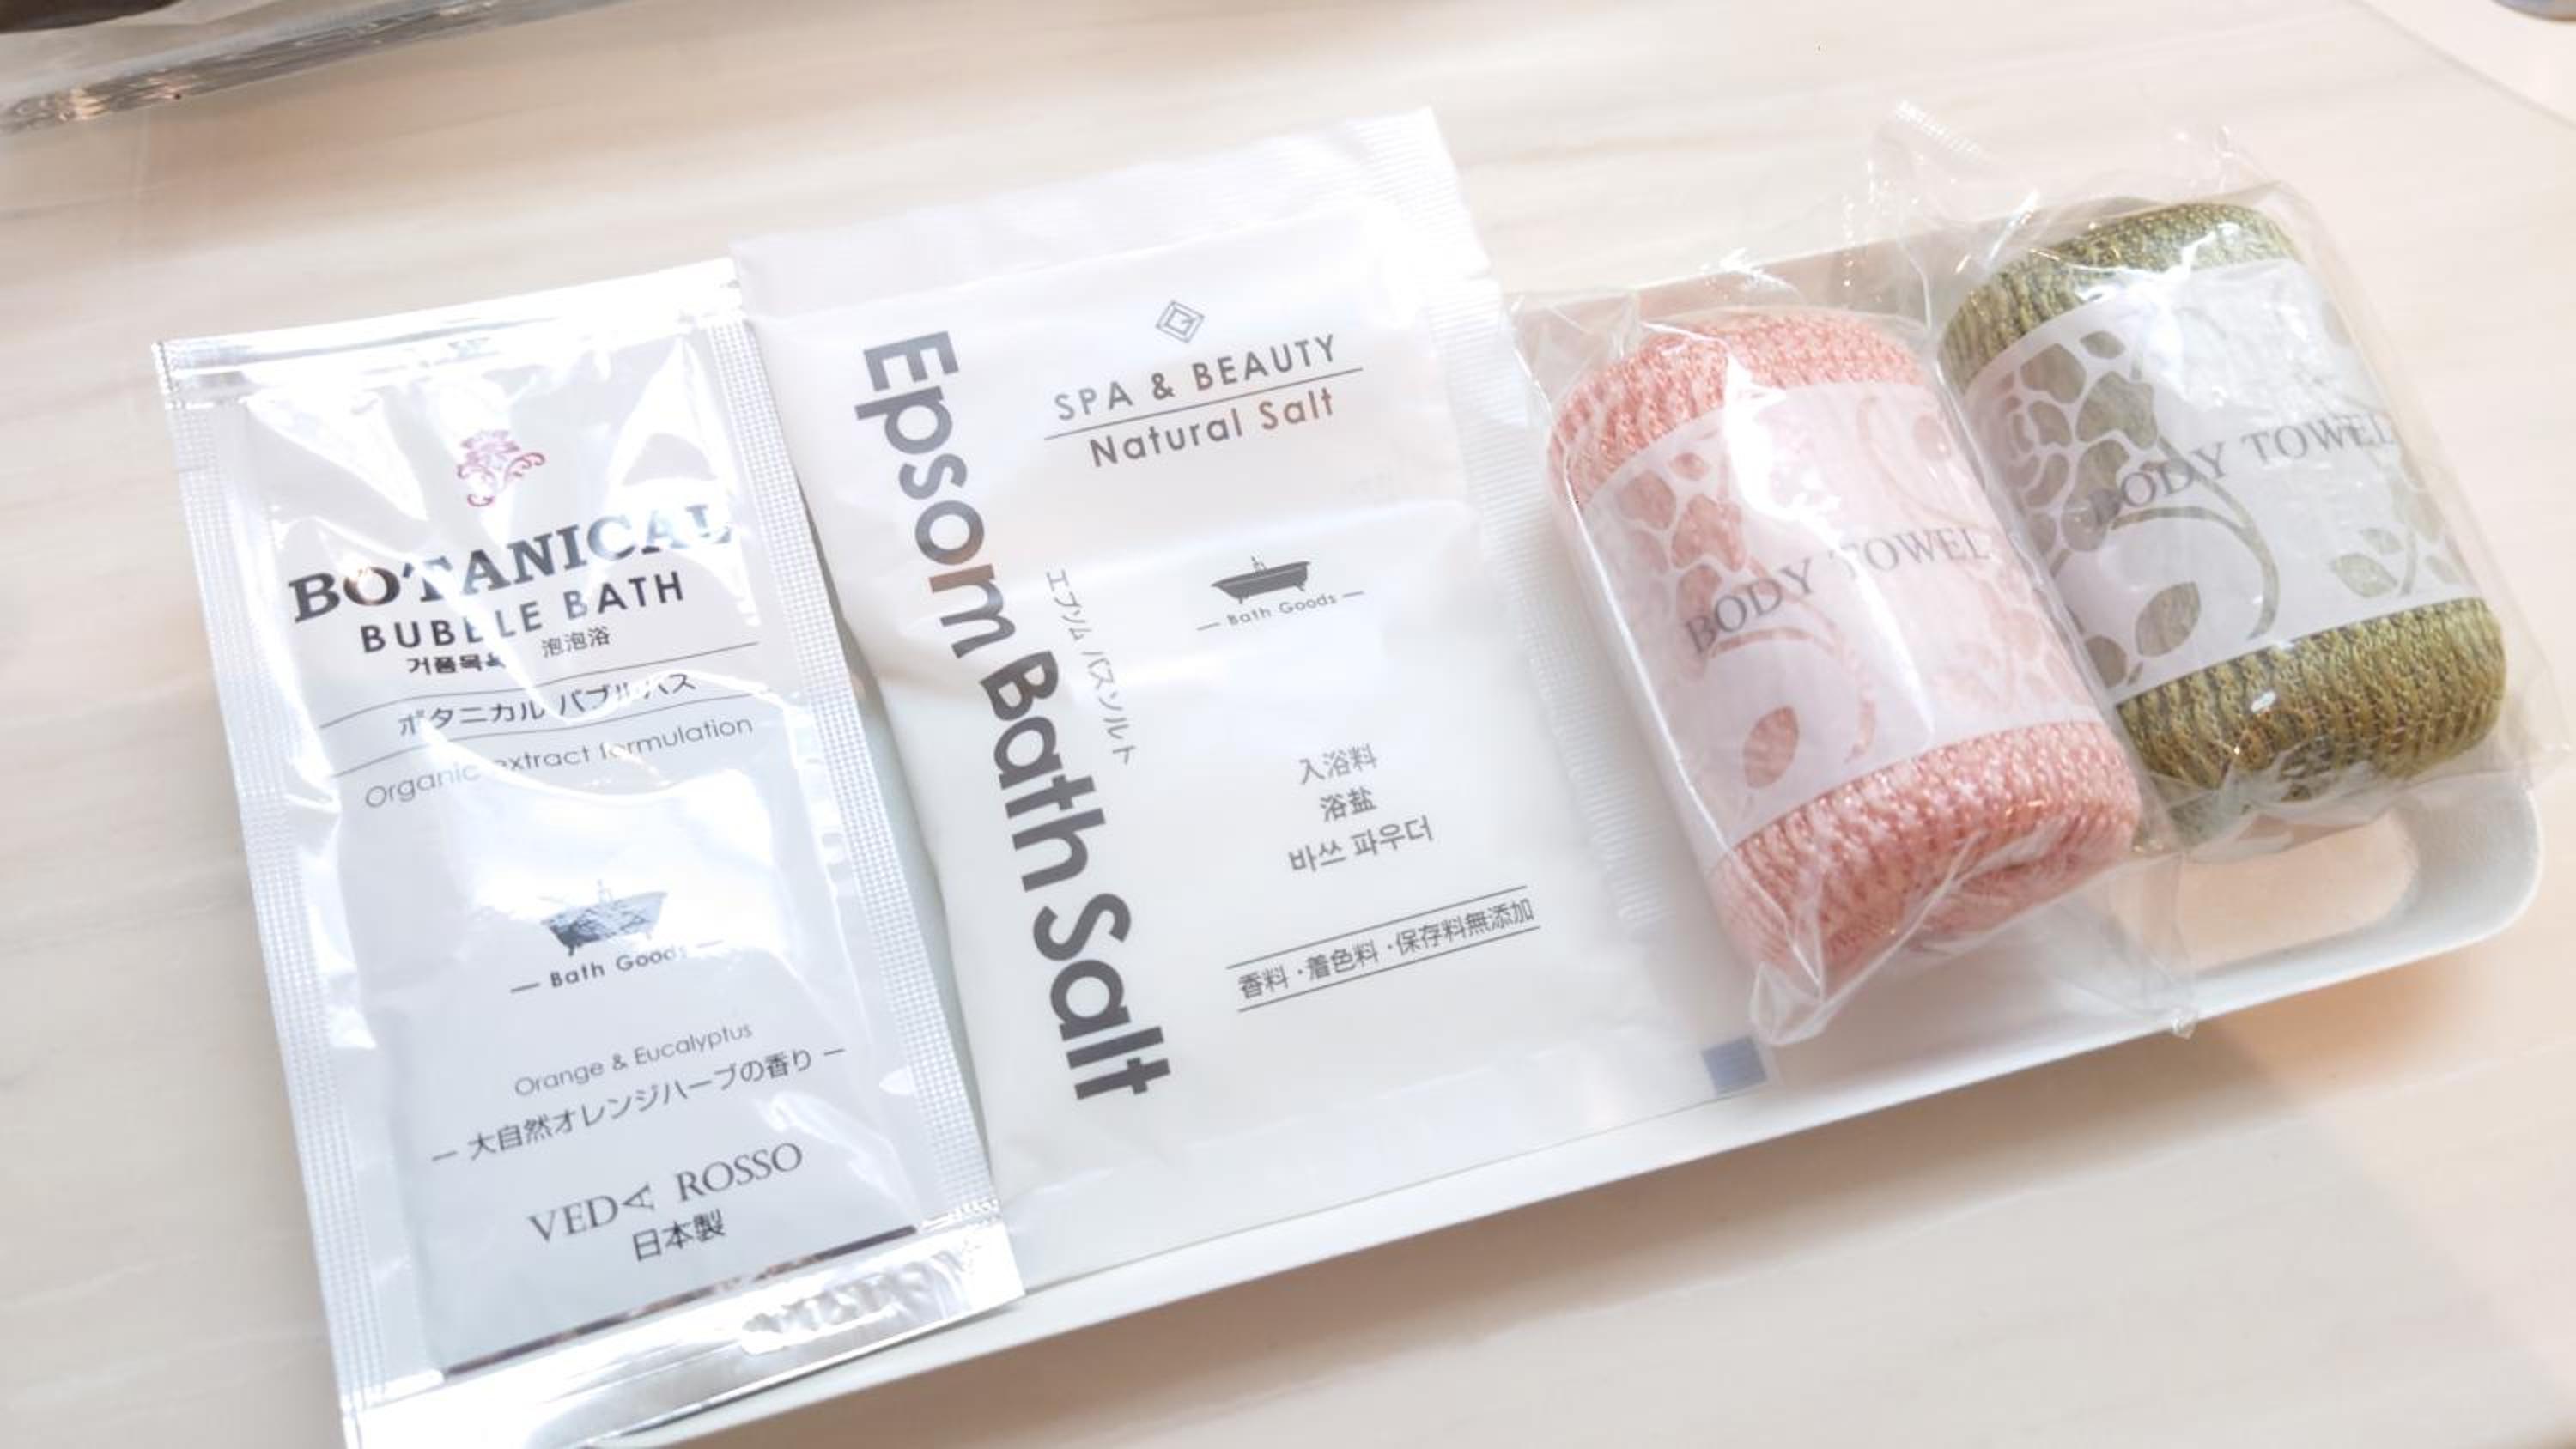 BOTANICAL
BUBBLE BATH
거품목욕 泡泡浴
ボタニカル バブルバス
Organic extract formulation
Bath Goods
Orange & Eucalyptus
— 大自然オレンジハーブの香り —
VEDA ROSSO
日本製
Epsom Bath Salt
エプソム バスソルト
SPA & BEAUTY
Natural Salt
Bath Goods
入浴料
浴盐
바쓰 파우더
香料・着色料・保存料無添加
BODY TOWEL
BODY TOWEL